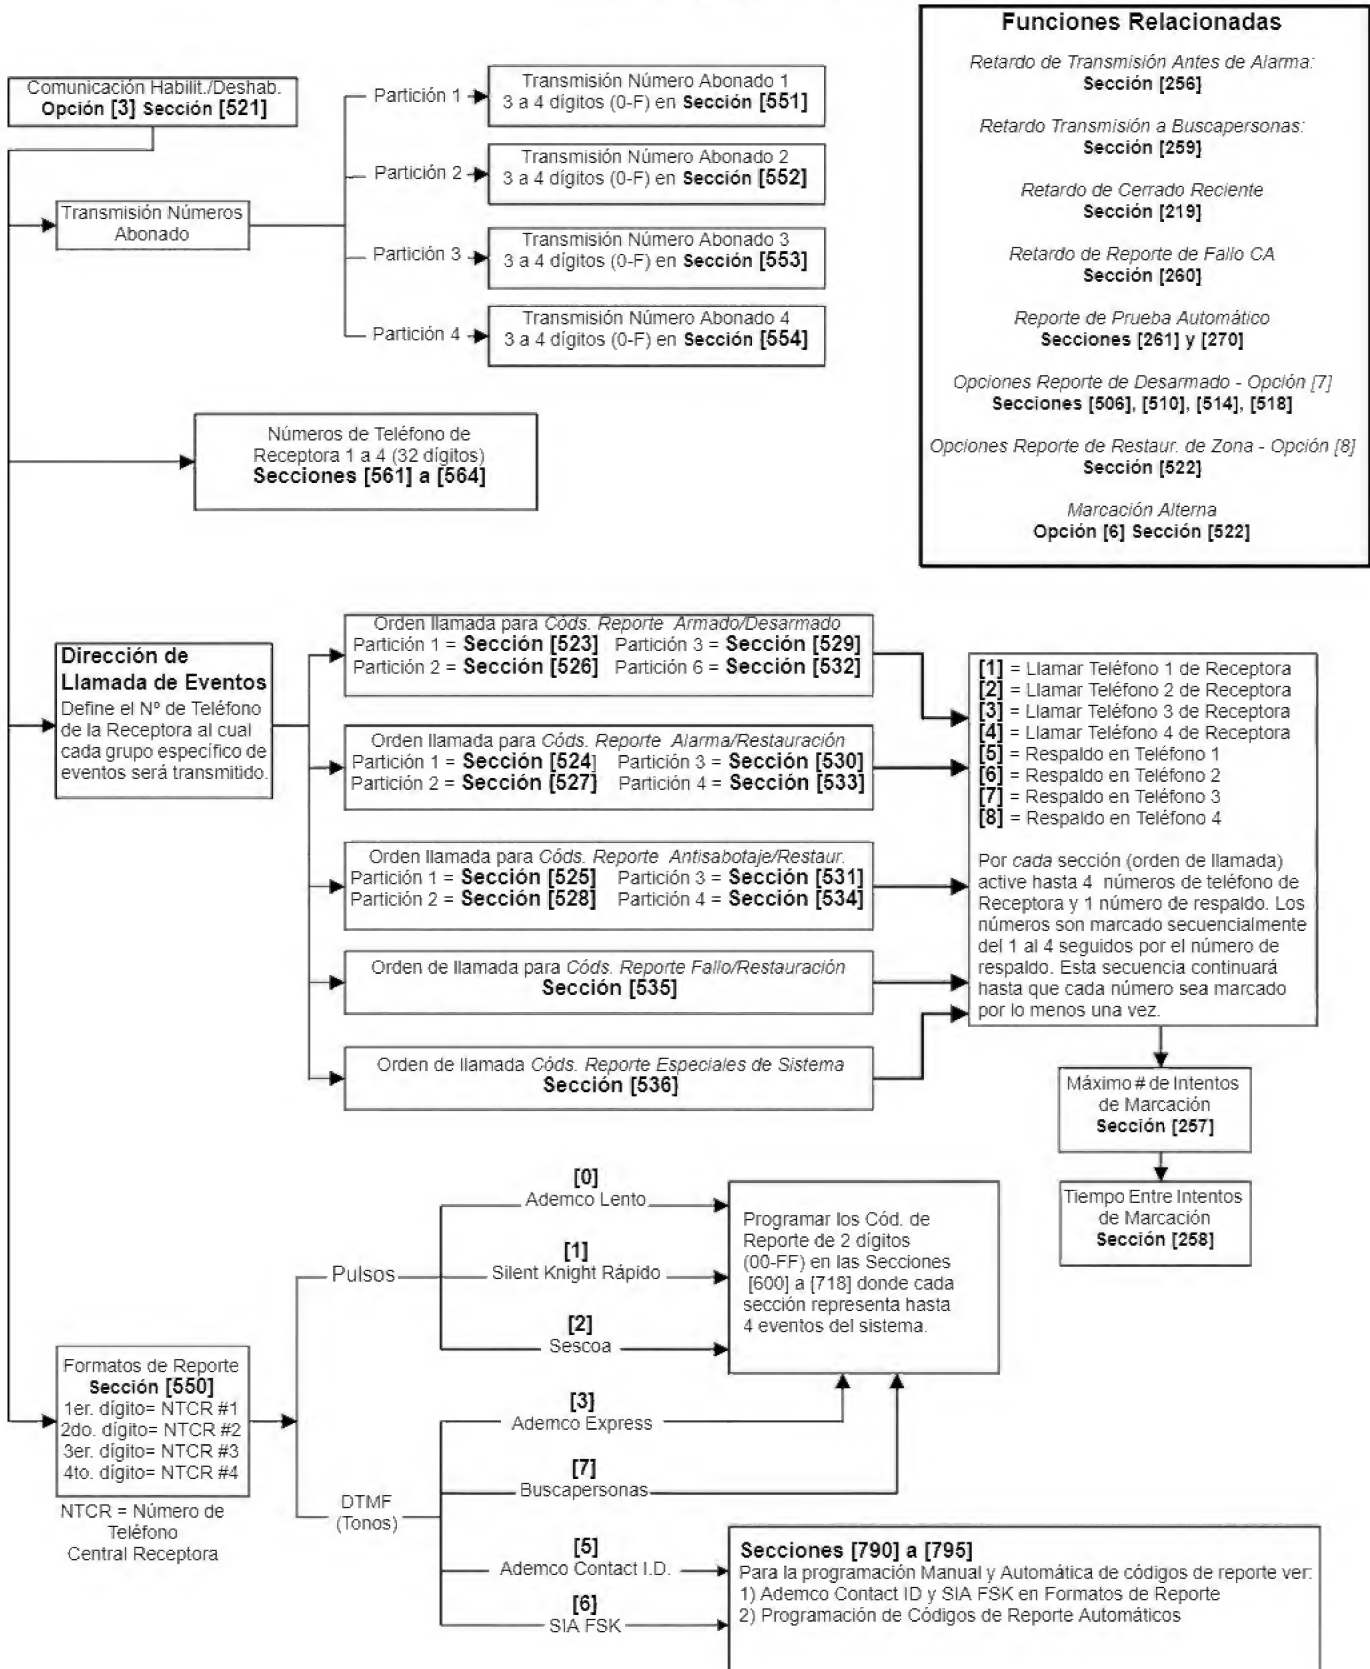 Funciones Relacionadas
Retardo de Transmisión Antes de Alarma:
Sección [256]
Retardo Transmisión a Buscapersonas:
Sección [259]
Retardo de Cerrado Reciente
Sección [219]
Retardo de Reporte de Fallo CA
Sección [260]
Reporte de Prueba Automático
Secciones [261] y [270]
Opciones Reporte de Desarmado - Opción [7]
Secciones [506], [510], [514], [518]
Opciones Reporte de Restaur. de Zona - Opción [8]
Sección [522]
Marcación Alterna
Opción [6] Sección [522]
Comunicación Habilit./Deshab.
Opción [3] Sección [521]
Transmisión Números
Abonado
Partición 1
Transmisión Número Abonado 1
3 a 4 dígitos (0-F) en Sección [551]
Partición 2
Transmisión Número Abonado 2
3 a 4 dígitos (0-F) en Sección [552]
Partición 3
Transmisión Número Abonado 3
3 a 4 dígitos (0-F) en Sección [553]
Partición 4
Transmisión Número Abonado 4
3 a 4 dígitos (0-F) en Sección [554]
Números de Teléfono de
Receptora 1 a 4 (32 dígitos)
Secciones [561] a [564]
Dirección de
Llamada de Eventos
Define el Nº de Teléfono
de la Receptora al cual
cada grupo específico de
eventos será transmitido.
Orden llamada para Códs. Reporte Armado/Desarmado
Partición 1 = Sección [523] Partición 3 = Sección [529]
Partición 2 = Sección [526] Partición 6 = Sección [532]
Orden llamada para Códs. Reporte Alarma/Restauración
Partición 1 = Sección [524] Partición 3 = Sección [530]
Partición 2 = Sección [527] Partición 4 = Sección [533]
Orden llamada para Códs. Reporte Antisabotaje/Restaur.
Partición 1 = Sección [525] Partición 3 = Sección [531]
Partición 2 = Sección [528] Partición 4 = Sección [534]
Orden de llamada para Códs. Reporte Fallo/Restauración
Sección [535]
Orden de llamada Códs. Reporte Especiales de Sistema
Sección [536]
[1] = Llamar Teléfono 1 de Receptora
[2] = Llamar Teléfono 2 de Receptora
[3] = Llamar Teléfono 3 de Receptora
[4] = Llamar Teléfono 4 de Receptora
[5] = Respaldo en Teléfono 1
[6] = Respaldo en Teléfono 2
[7] = Respaldo en Teléfono 3
[8] = Respaldo en Teléfono 4
Por cada sección (orden de llamada)
active hasta 4 números de teléfono de
Receptora y 1 número de respaldo. Los
números son marcado secuencialmente
del 1 al 4 seguidos por el número de
respaldo. Esta secuencia continuará
hasta que cada número sea marcado
por lo menos una vez.
Máximo # de Intentos
de Marcación
Sección [257]
Tiempo Entre Intentos
de Marcación
Sección [258]
Formatos de Reporte
Sección [550]
1er. dígito= NTCR #1
2do. dígito= NTCR #2
3er. dígito= NTCR #3
4to. dígito= NTCR #4
NTCR = Número de
Teléfono
Central Receptora
Pulsos
[0]
Ademco Lento
[1]
Silent Knight Rápido
[2]
Sescoa
Programar los Cód. de
Reporte de 2 dígitos
(00-FF) en las Secciones
[600] a [718] donde cada
sección representa hasta
4 eventos del sistema.
DTMF
(Tonos)
[3]
Ademco Express
[7]
Buscapersonas
[5]
Ademco Contact I.D.
[6]
SIA FSK
Secciones [790] a [795]
Para la programación Manual y Automática de códigos de reporte ver:
1) Ademco Contact ID y SIA FSK en Formatos de Reporte
2) Programación de Códigos de Reporte Automáticos